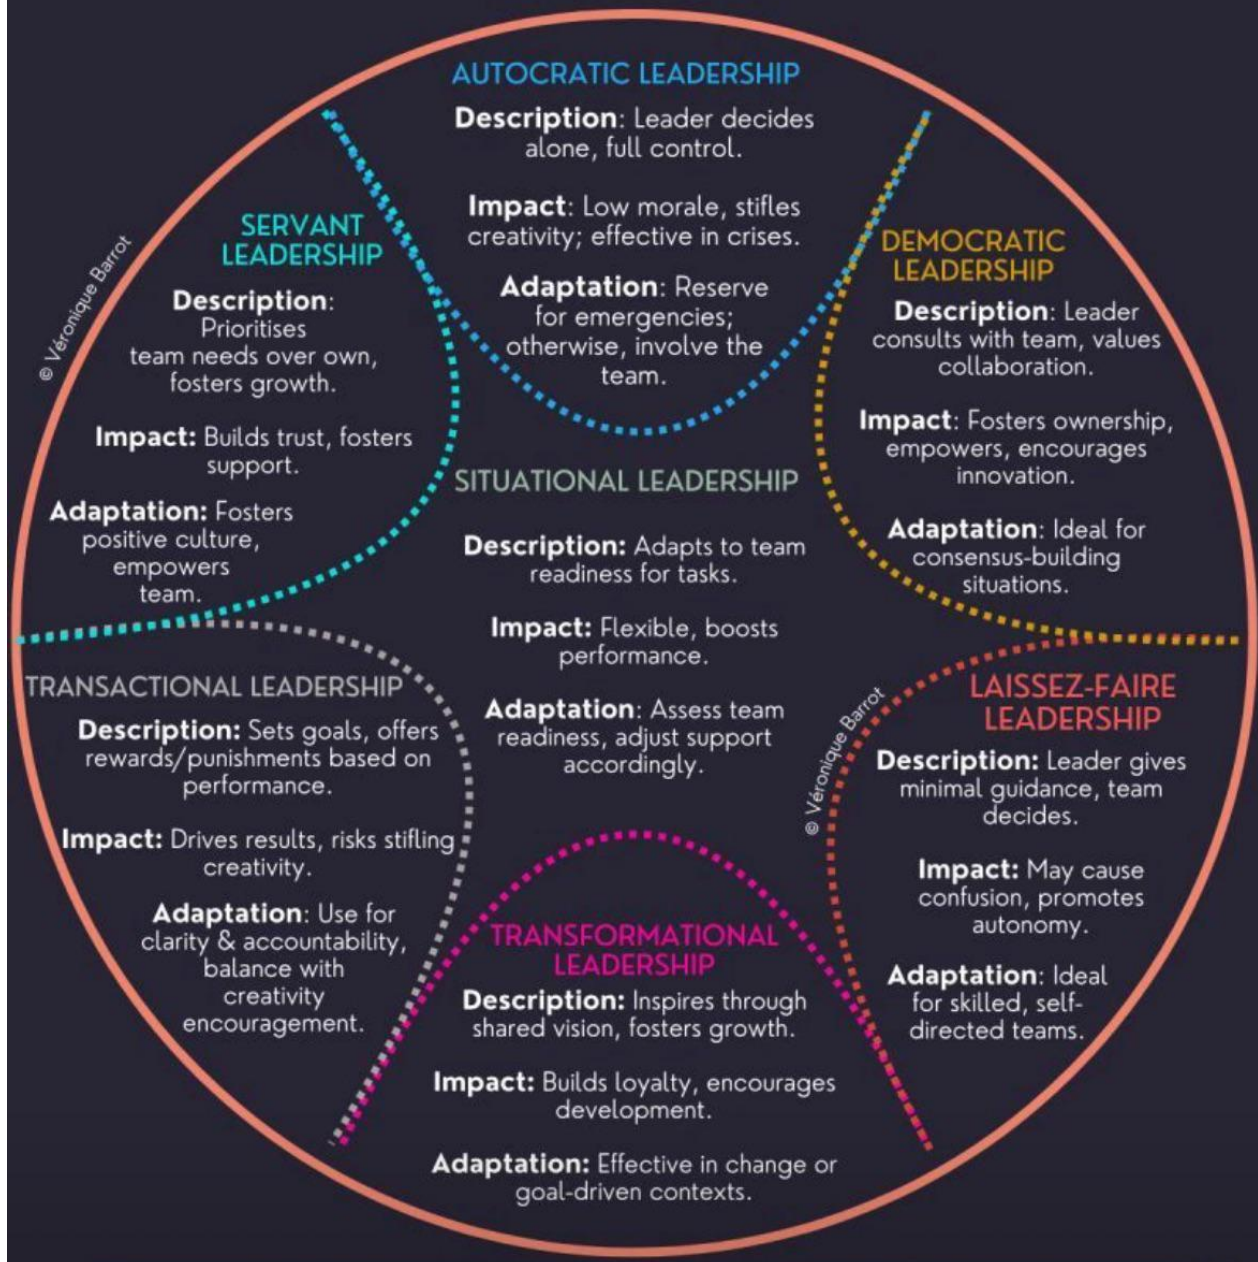 AUTOCRATIC LEADERSHIP
Description: Leader decides
alone, full control.
Impact: Low morale, stifles
creativity; effective in crises.
Adaptation: Reserve
for emergencies;
otherwise, involve the
team.
SERVANT
LEADERSHIP
Description:
Prioritises
team needs over own,
fosters growth.
Impact: Builds trust, fosters
support.
Adaptation: Fosters
positive culture,
empowers
team.
© Véronique Barrot
DEMOCRATIC
LEADERSHIP
Description: Leader
consults with team, values
collaboration.
Impact: Fosters ownership,
empowers, encourages
innovation.
Adaptation: Ideal for
consensus-building
situations.
SITUATIONAL LEADERSHIP
Description: Adapts to team
readiness for tasks.
Impact: Flexible, boosts
performance.
Adaptation: Assess team
readiness, adjust support
accordingly.
TRANSACTIONAL LEADERSHIP
Description: Sets goals, offers
rewards/punishments based on
performance.
Impact: Drives results, risks stifling
creativity.
Adaptation: Use for
clarity & accountability,
balance with
creativity
encouragement.
© Véronique Barrot
LAISSEZ-FAIRE
LEADERSHIP
Description: Leader gives
minimal guidance, team
decides.
Impact: May cause
confusion, promotes
autonomy.
Adaptation: Ideal
for skilled, self-
directed teams.
TRANSFORMATIONAL
LEADERSHIP
Description: Inspires through
shared vision, fosters growth.
Impact: Builds loyalty, encourages
development.
Adaptation: Effective in change or
goal-driven contexts.